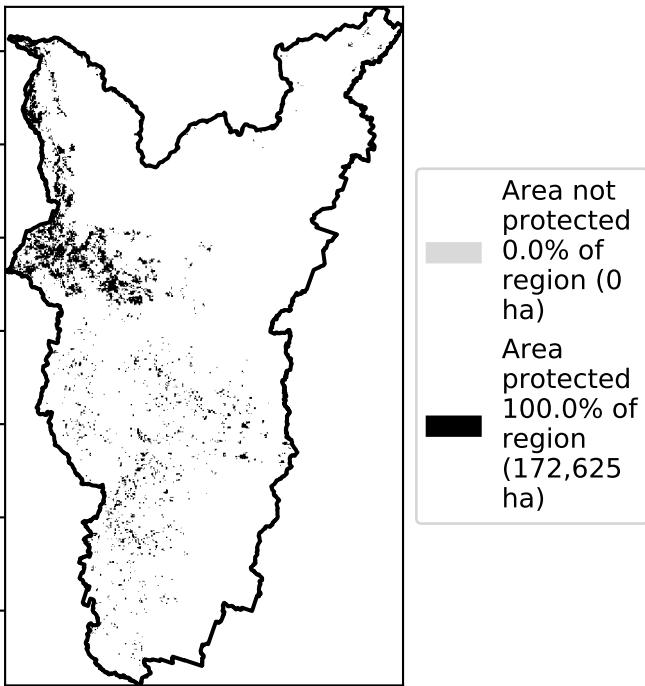 Area not
protected
0.0% of
region (0
ha)
Area
protected
100.0% of
region
(172,625
ha)